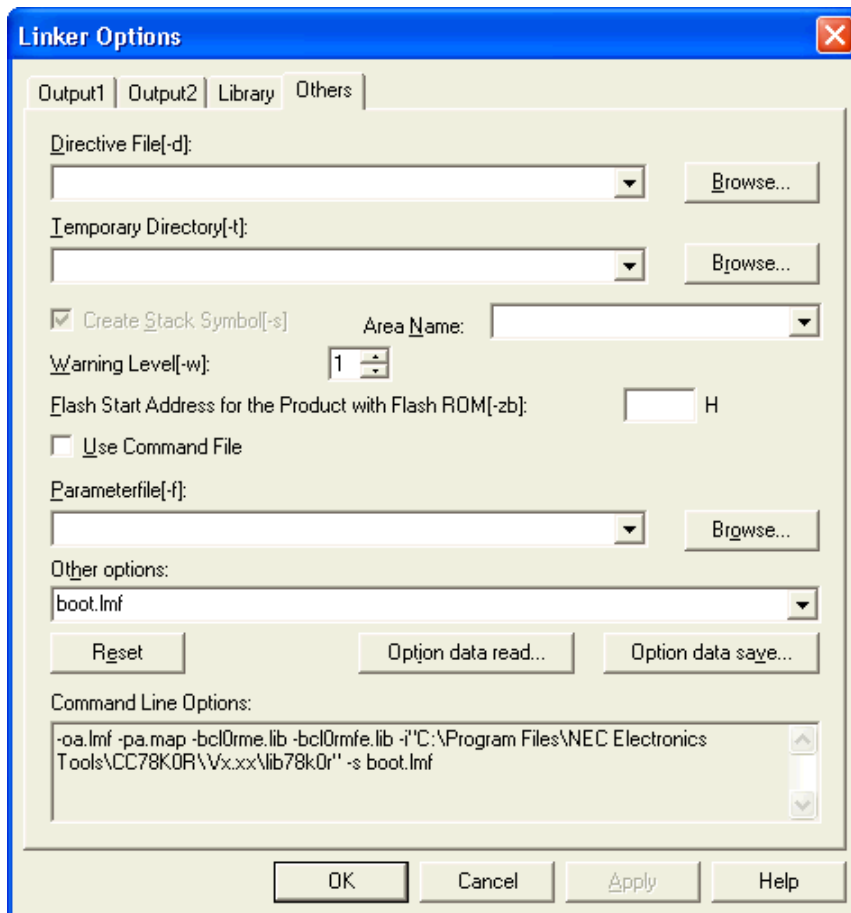 Linker Options
Output1 Output2 Library Others
Directive File[-d]:
Browse...
Temporary Directory[-t]:
Browse...
Create Stack Symbol[-s] Area Name:
Warning Level[-w]: 1
Flash Start Address for the Product with Flash ROM[-zb]: H
Use Command File
Parameterfile[-f]:
Browse...
Other options:
boot.lmf
Reset Option data read... Option data save...
Command Line Options:
-oa.lmf -pa.map -bcl0rme.lib -bcl0rmfe.lib -i"C:\Program Files\NEC Electronics
Tools\CC78K0R\Vx.xx\lib78k0r" -s boot.lmf
OK Cancel Apply Help